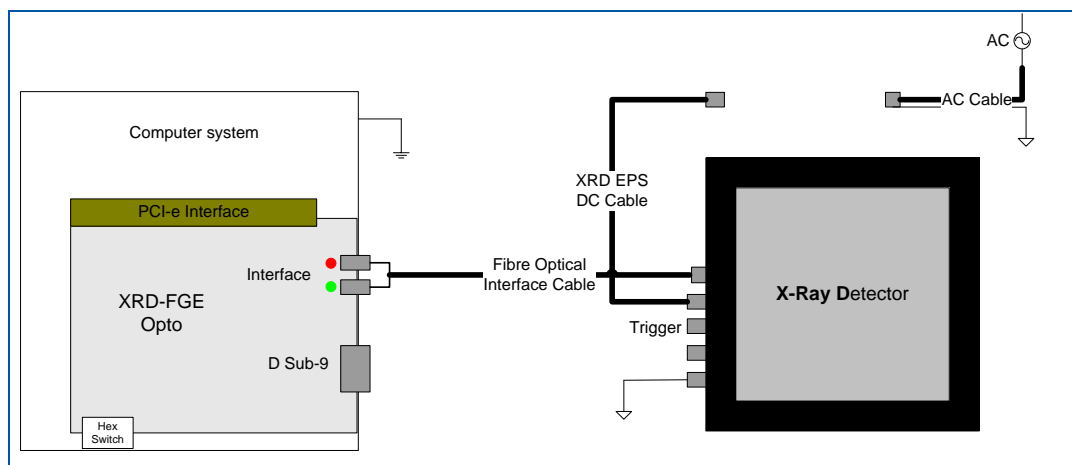 AC
AC Cable
Computer system
XRD EPS
DC Cable
PCI-e Interface
Interface
Fibre Optical
Interface Cable
XRD-FGE
Opto
X-Ray Detector
Trigger
D Sub-9
Hex
Switch